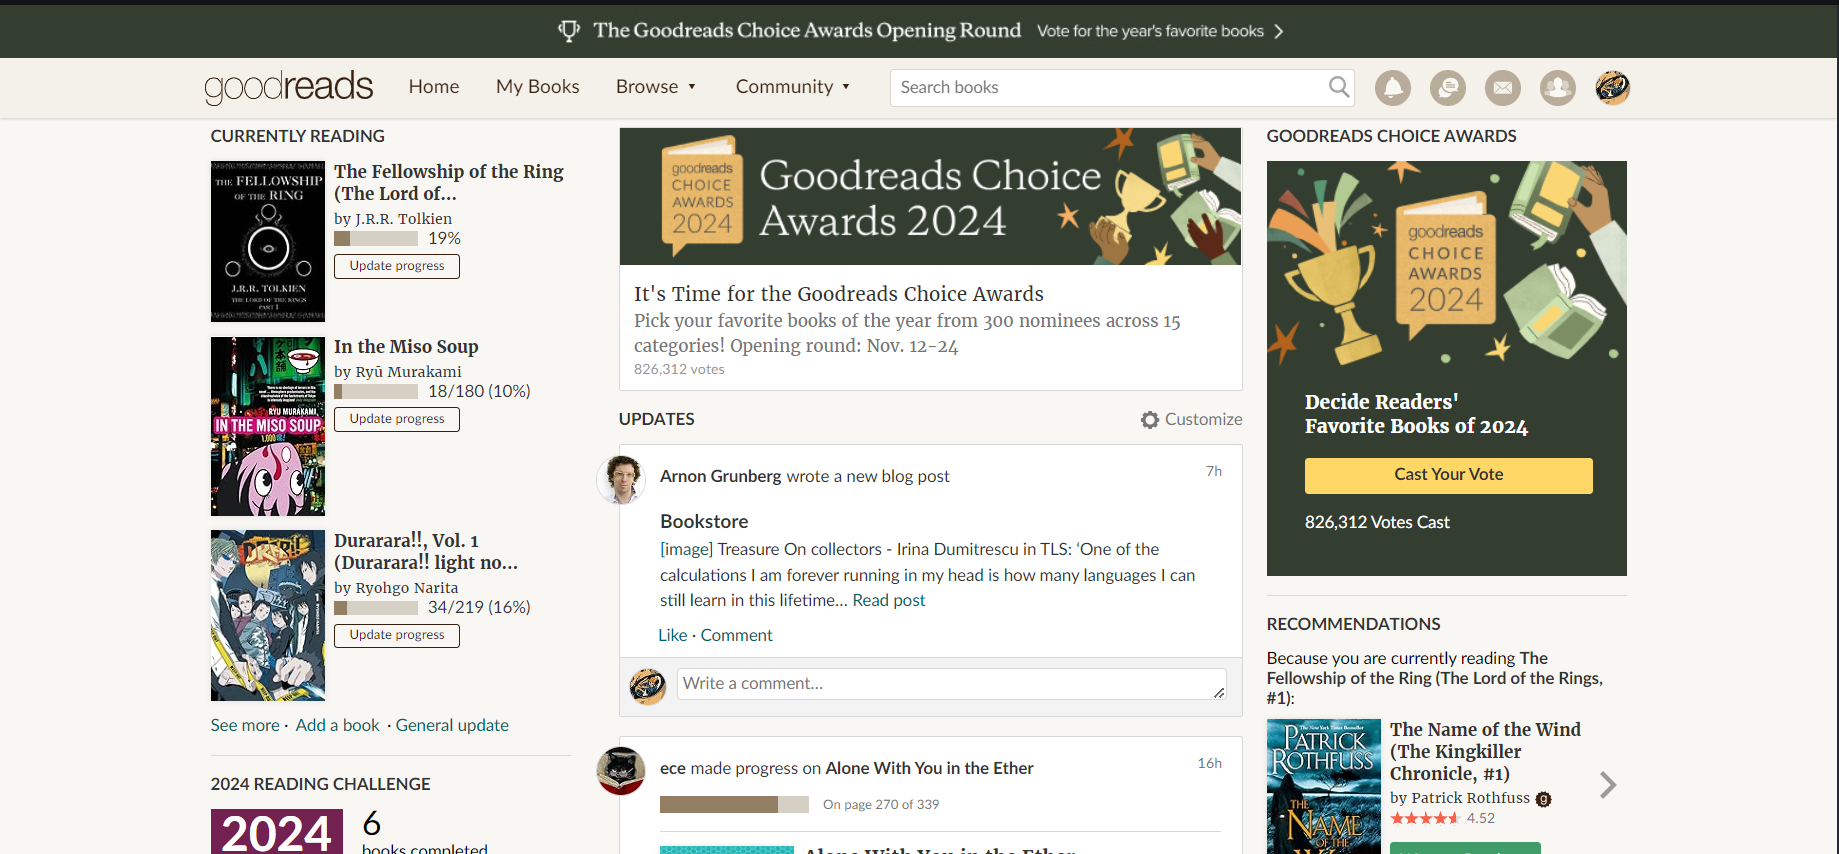 The Goodreads Choice Awards Opening Round Vote for the year's favorite books
goodreads
Home
My Books
Browse
Community
Search books
CURRENTLY READING
THE FELLOWSHIP
OF THE RING
J.R.R. TOLKIEN
THE LORD OF THE RINGS
PART 1
The Fellowship of the Ring
(The Lord of...
by J.R.R. Tolkien
19%
Update progress
RYU MURAKAMI
IN THE MISO SOUP
In the Miso Soup
by Ryū Murakami
18/180 (10%)
Update progress
DRRR!!
Durarara!!, Vol. 1
(Durarara!! light no...
by Ryohgo Narita
34/219 (16%)
Update progress
See more · Add a book · General update
2024 READING CHALLENGE
2024
6
books completed
goodreads
CHOICE
AWARDS
2024
Goodreads Choice
Awards 2024
It's Time for the Goodreads Choice Awards
Pick your favorite books of the year from 300 nominees across 15
categories! Opening round: Nov. 12-24
826,312 votes
UPDATES
Customize
Arnon Grunberg wrote a new blog post
7h
Bookstore
[image] Treasure On collectors - Irina Dumitrescu in TLS: ‘One of the
calculations I am forever running in my head is how many languages I can
still learn in this lifetime... Read post
Like · Comment
Write a comment...
ece made progress on Alone With You in the Ether
16h
On page 270 of 339
Alone With You in the Ether
GOODREADS CHOICE AWARDS
goodreads
CHOICE
AWARDS
2024
Decide Readers'
Favorite Books of 2024
Cast Your Vote
826,312 Votes Cast
RECOMMENDATIONS
Because you are currently reading The
Fellowship of the Ring (The Lord of the Rings,
#1):
The New York Times Bestseller
PATRICK
ROTHFUSS
THE
NAME
OF THE
The Name of the Wind
(The Kingkiller
Chronicle, #1)
by Patrick Rothfuss
g
4.52